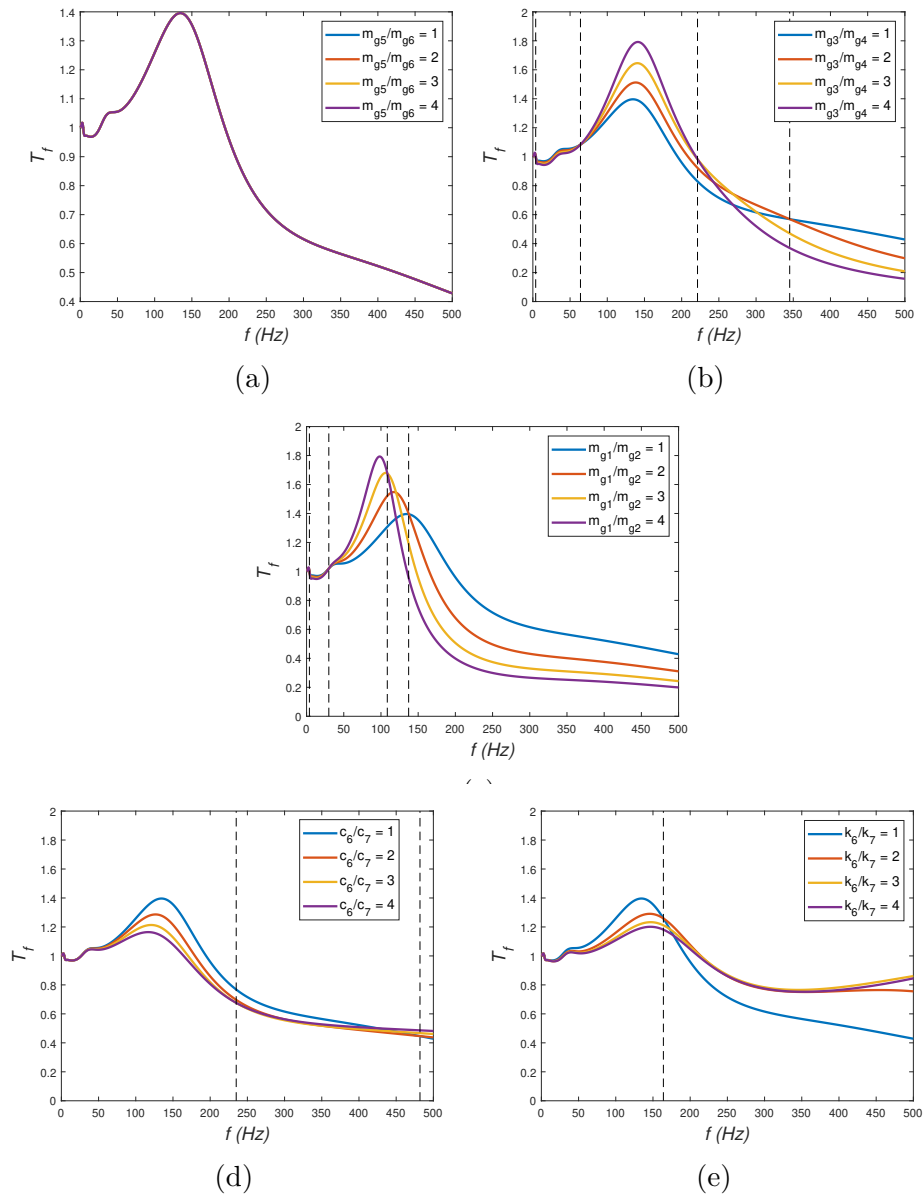 1.4
1.3
1.2
1.1
1
0.9
0.8
0.7
0.6
0.5
0.4
T_f
0 50 100 150 200 250 300 350 400 450 500
f (Hz)
m_g5/m_g6 = 1
m_g5/m_g6 = 2
m_g5/m_g6 = 3
m_g5/m_g6 = 4
(a)
2
1.8
1.6
1.4
1.2
1
0.8
0.6
0.4
0.2
0
T_f
0 50 100 150 200 250 300 350 400 450 500
f (Hz)
m_g3/m_g4 = 1
m_g3/m_g4 = 2
m_g3/m_g4 = 3
m_g3/m_g4 = 4
(b)
2
1.8
1.6
1.4
1.2
1
0.8
0.6
0.4
0.2
0
T_f
0 50 100 150 200 250 300 350 400 450 500
f (Hz)
m_g1/m_g2 = 1
m_g1/m_g2 = 2
m_g1/m_g2 = 3
m_g1/m_g2 = 4
2
1.8
1.6
1.4
1.2
1
0.8
0.6
0.4
0.2
0
T_f
0 50 100 150 200 250 300 350 400 450 500
f (Hz)
c_6/c_7 = 1
c_6/c_7 = 2
c_6/c_7 = 3
c_6/c_7 = 4
(d)
2
1.8
1.6
1.4
1.2
1
0.8
0.6
0.4
0.2
0
T_f
0 50 100 150 200 250 300 350 400 450 500
f (Hz)
k_6/k_7 = 1
k_6/k_7 = 2
k_6/k_7 = 3
k_6/k_7 = 4
(e)